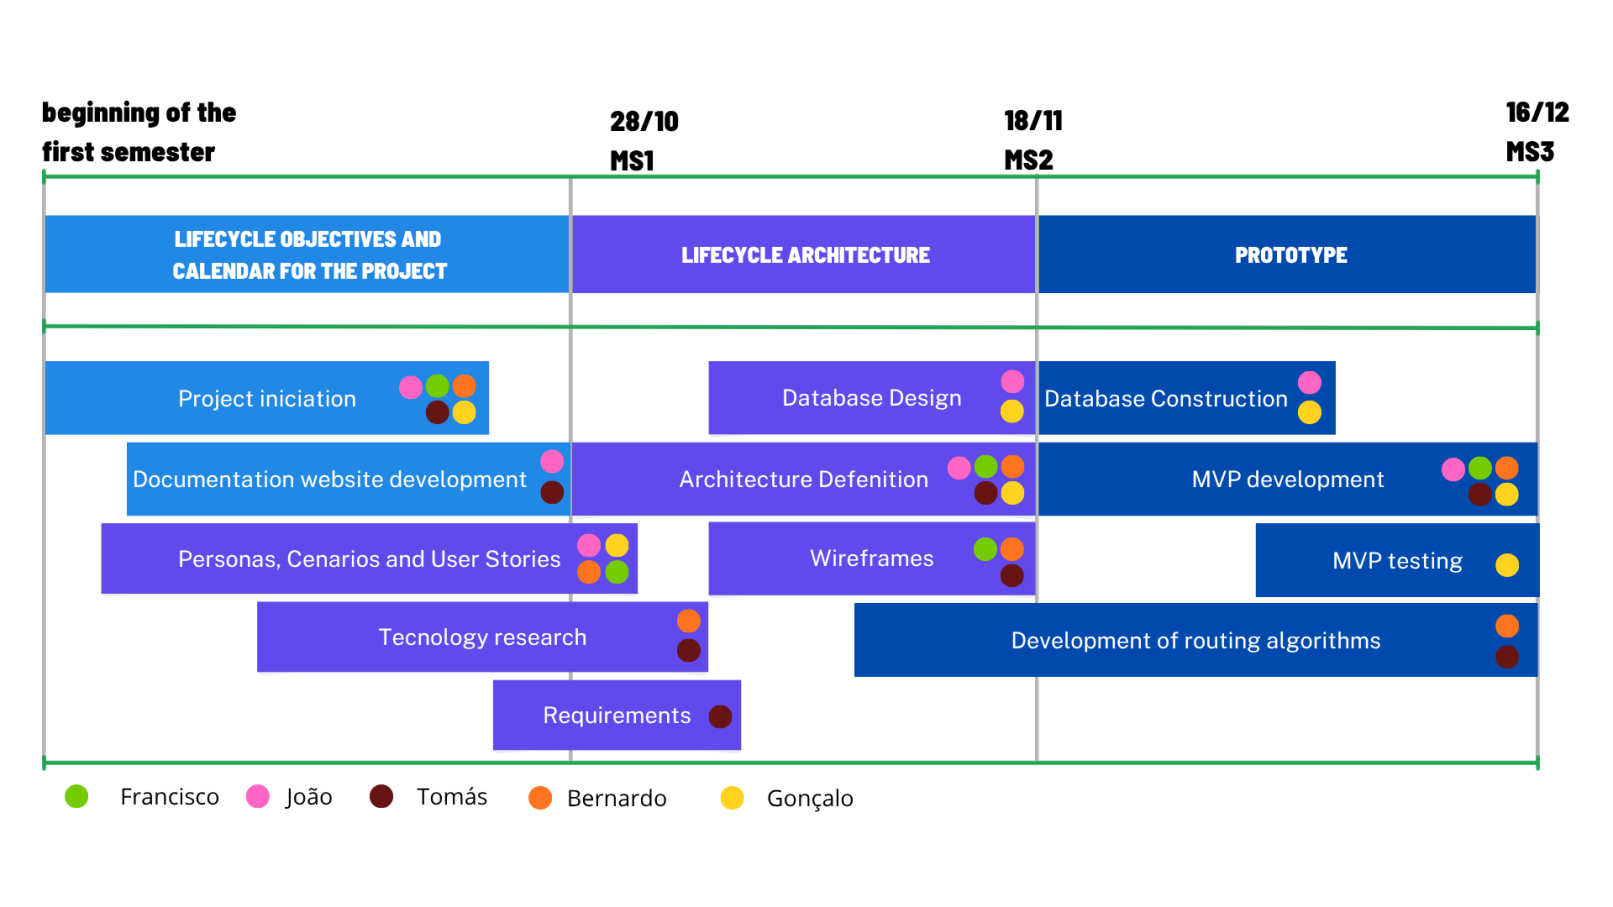 beginning of the
first semester
28/10
MS1
18/11
MS2
16/12
MS3
LIFECYCLE OBJECTIVES AND
CALENDAR FOR THE PROJECT
LIFECYCLE ARCHITECTURE
PROTOTYPE
Project iniciation
Database Design
Database Construction
Documentation website development
Architecture Defenition
MVP development
Personas, Cenarios and User Stories
Wireframes
MVP testing
Tecnology research
Development of routing algorithms
Requirements
Francisco
João
Tomás
Bernardo
Gonçalo